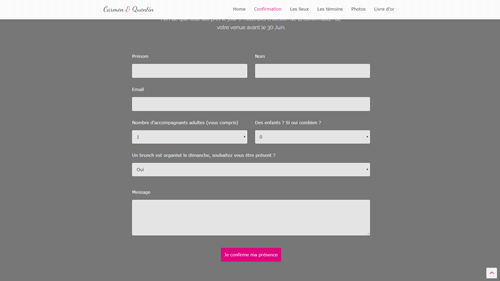 Carmen & Quentin
Home Confirmation Les lieux Les témoins Photos Livre d'or
votre venue avant le 30 Juin
Prénom Nom
Email
Nombre d'accompagnants adultes (vous compris) Des enfants ? Si oui combien ?
1 0
Un brunch est organisé le dimanche, souhaitez vous être présent ?
Oui
Message
Je confirme ma présence